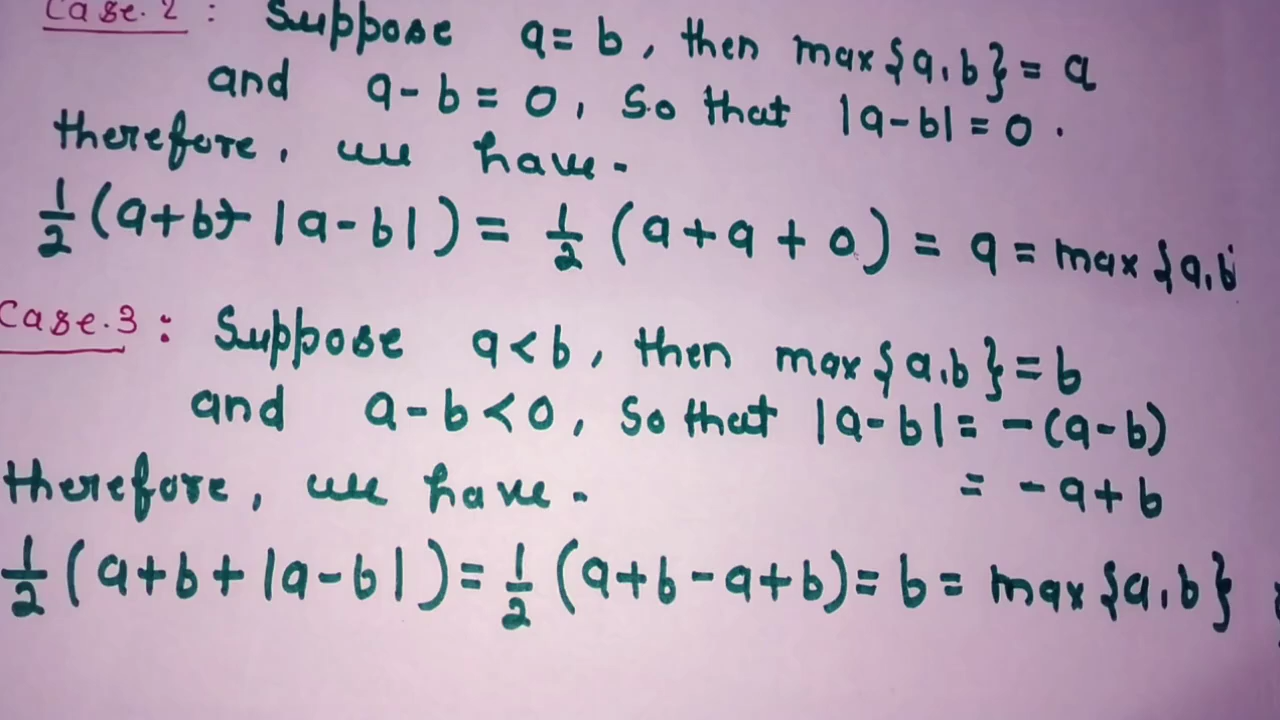 Case.2 : Suppose a = b, then max{a,b} = a
and a - b = 0, so that |a-b| = 0.
therefore, we have -
1/2 (a+b + |a-b|) = 1/2 (a+a+0) = a = max{a,b
Case.3 : Suppose a < b, then max{a,b} = b
and a - b < 0, so that |a-b| = -(a-b)
= -a+b
therefore, we have -
1/2 (a+b+|a-b|) = 1/2 (a+b-a+b) = b = max{a,b}